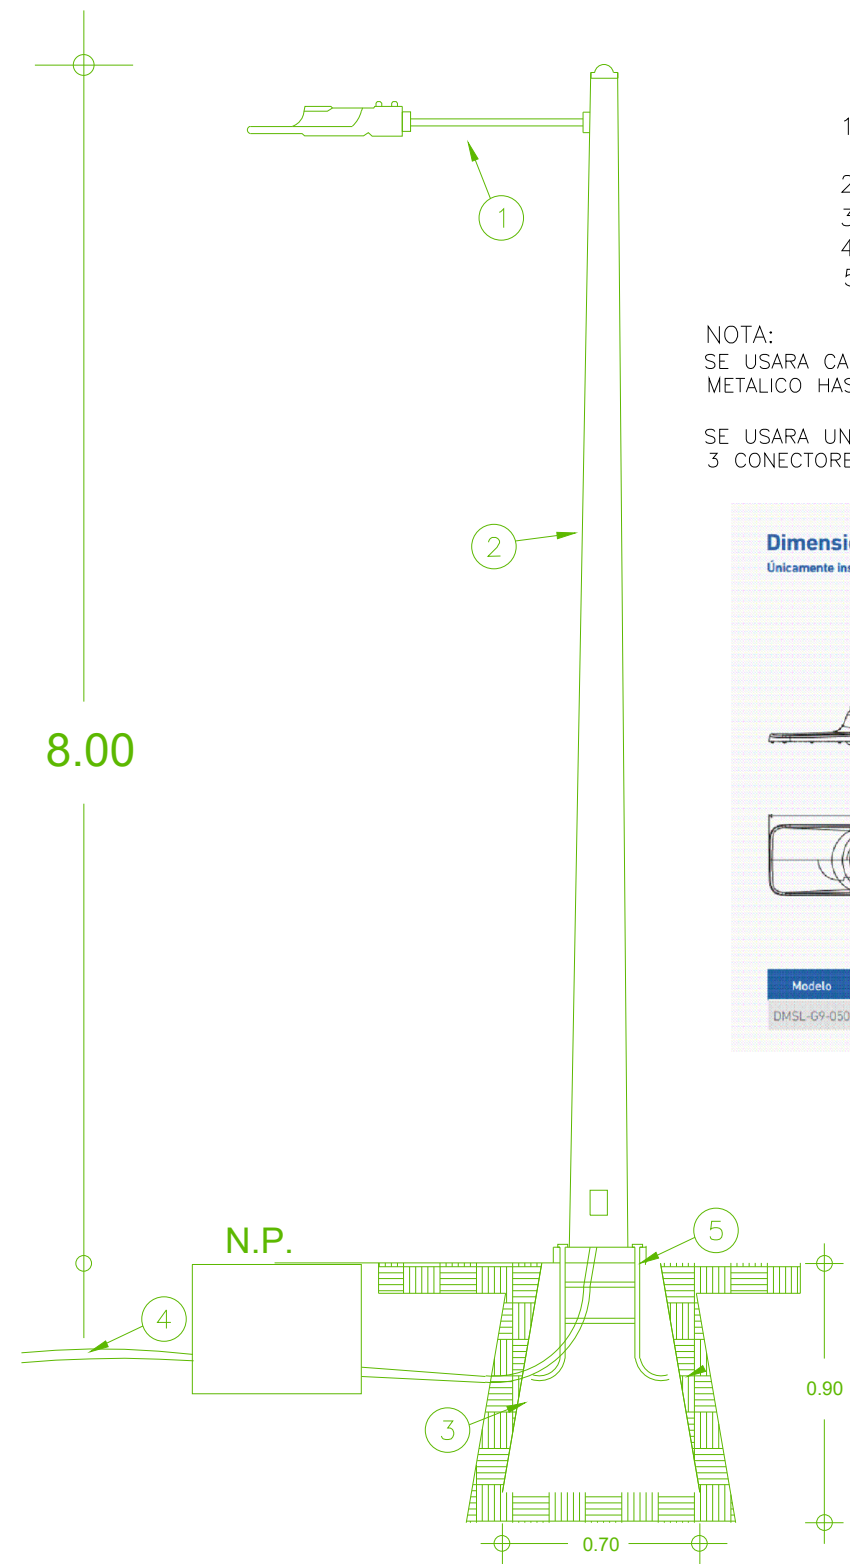 1
1
2
3
4
5
NOTA:
SE USARA CA
METALICO HAS
SE USARA UN
3 CONECTORE
2
Dimensi
Únicamente ins
8.00
Modelo
DMSL-G9-050
N.P.
5
4
0.90
3
0.70